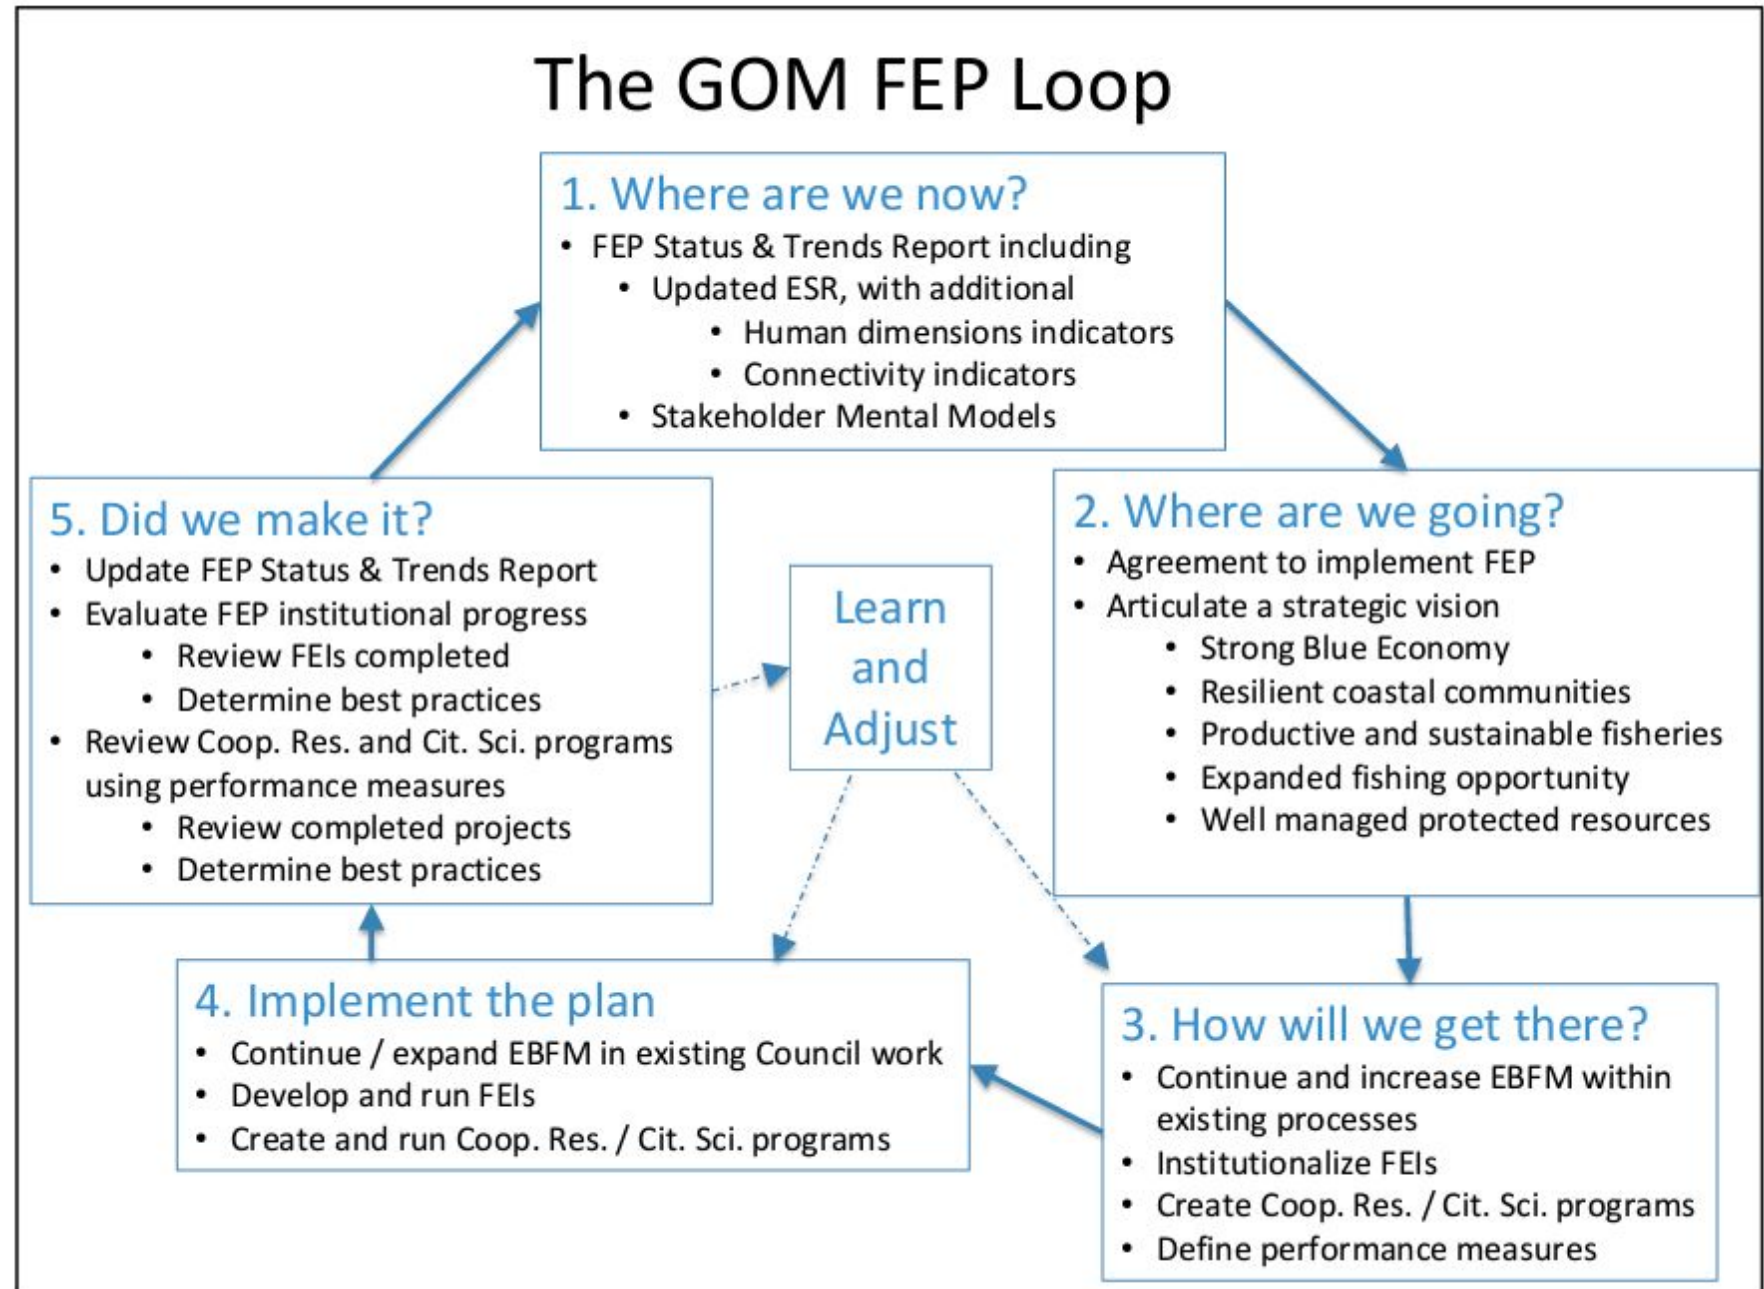 The GOM FEP Loop
1. Where are we now?
• FEP Status & Trends Report including
• Updated ESR, with additional
• Human dimensions indicators
• Connectivity indicators
• Stakeholder Mental Models
2. Where are we going?
• Agreement to implement FEP
• Articulate a strategic vision
• Strong Blue Economy
• Resilient coastal communities
• Productive and sustainable fisheries
• Expanded fishing opportunity
• Well managed protected resources
3. How will we get there?
• Continue and increase EBFM within
existing processes
• Institutionalize FEIs
• Create Coop. Res. / Cit. Sci. programs
• Define performance measures
4. Implement the plan
• Continue / expand EBFM in existing Council work
• Develop and run FEIs
• Create and run Coop. Res. / Cit. Sci. programs
5. Did we make it?
• Update FEP Status & Trends Report
• Evaluate FEP institutional progress
• Review FEIs completed
• Determine best practices
• Review Coop. Res. and Cit. Sci. programs
using performance measures
• Review completed projects
• Determine best practices
Learn
and
Adjust